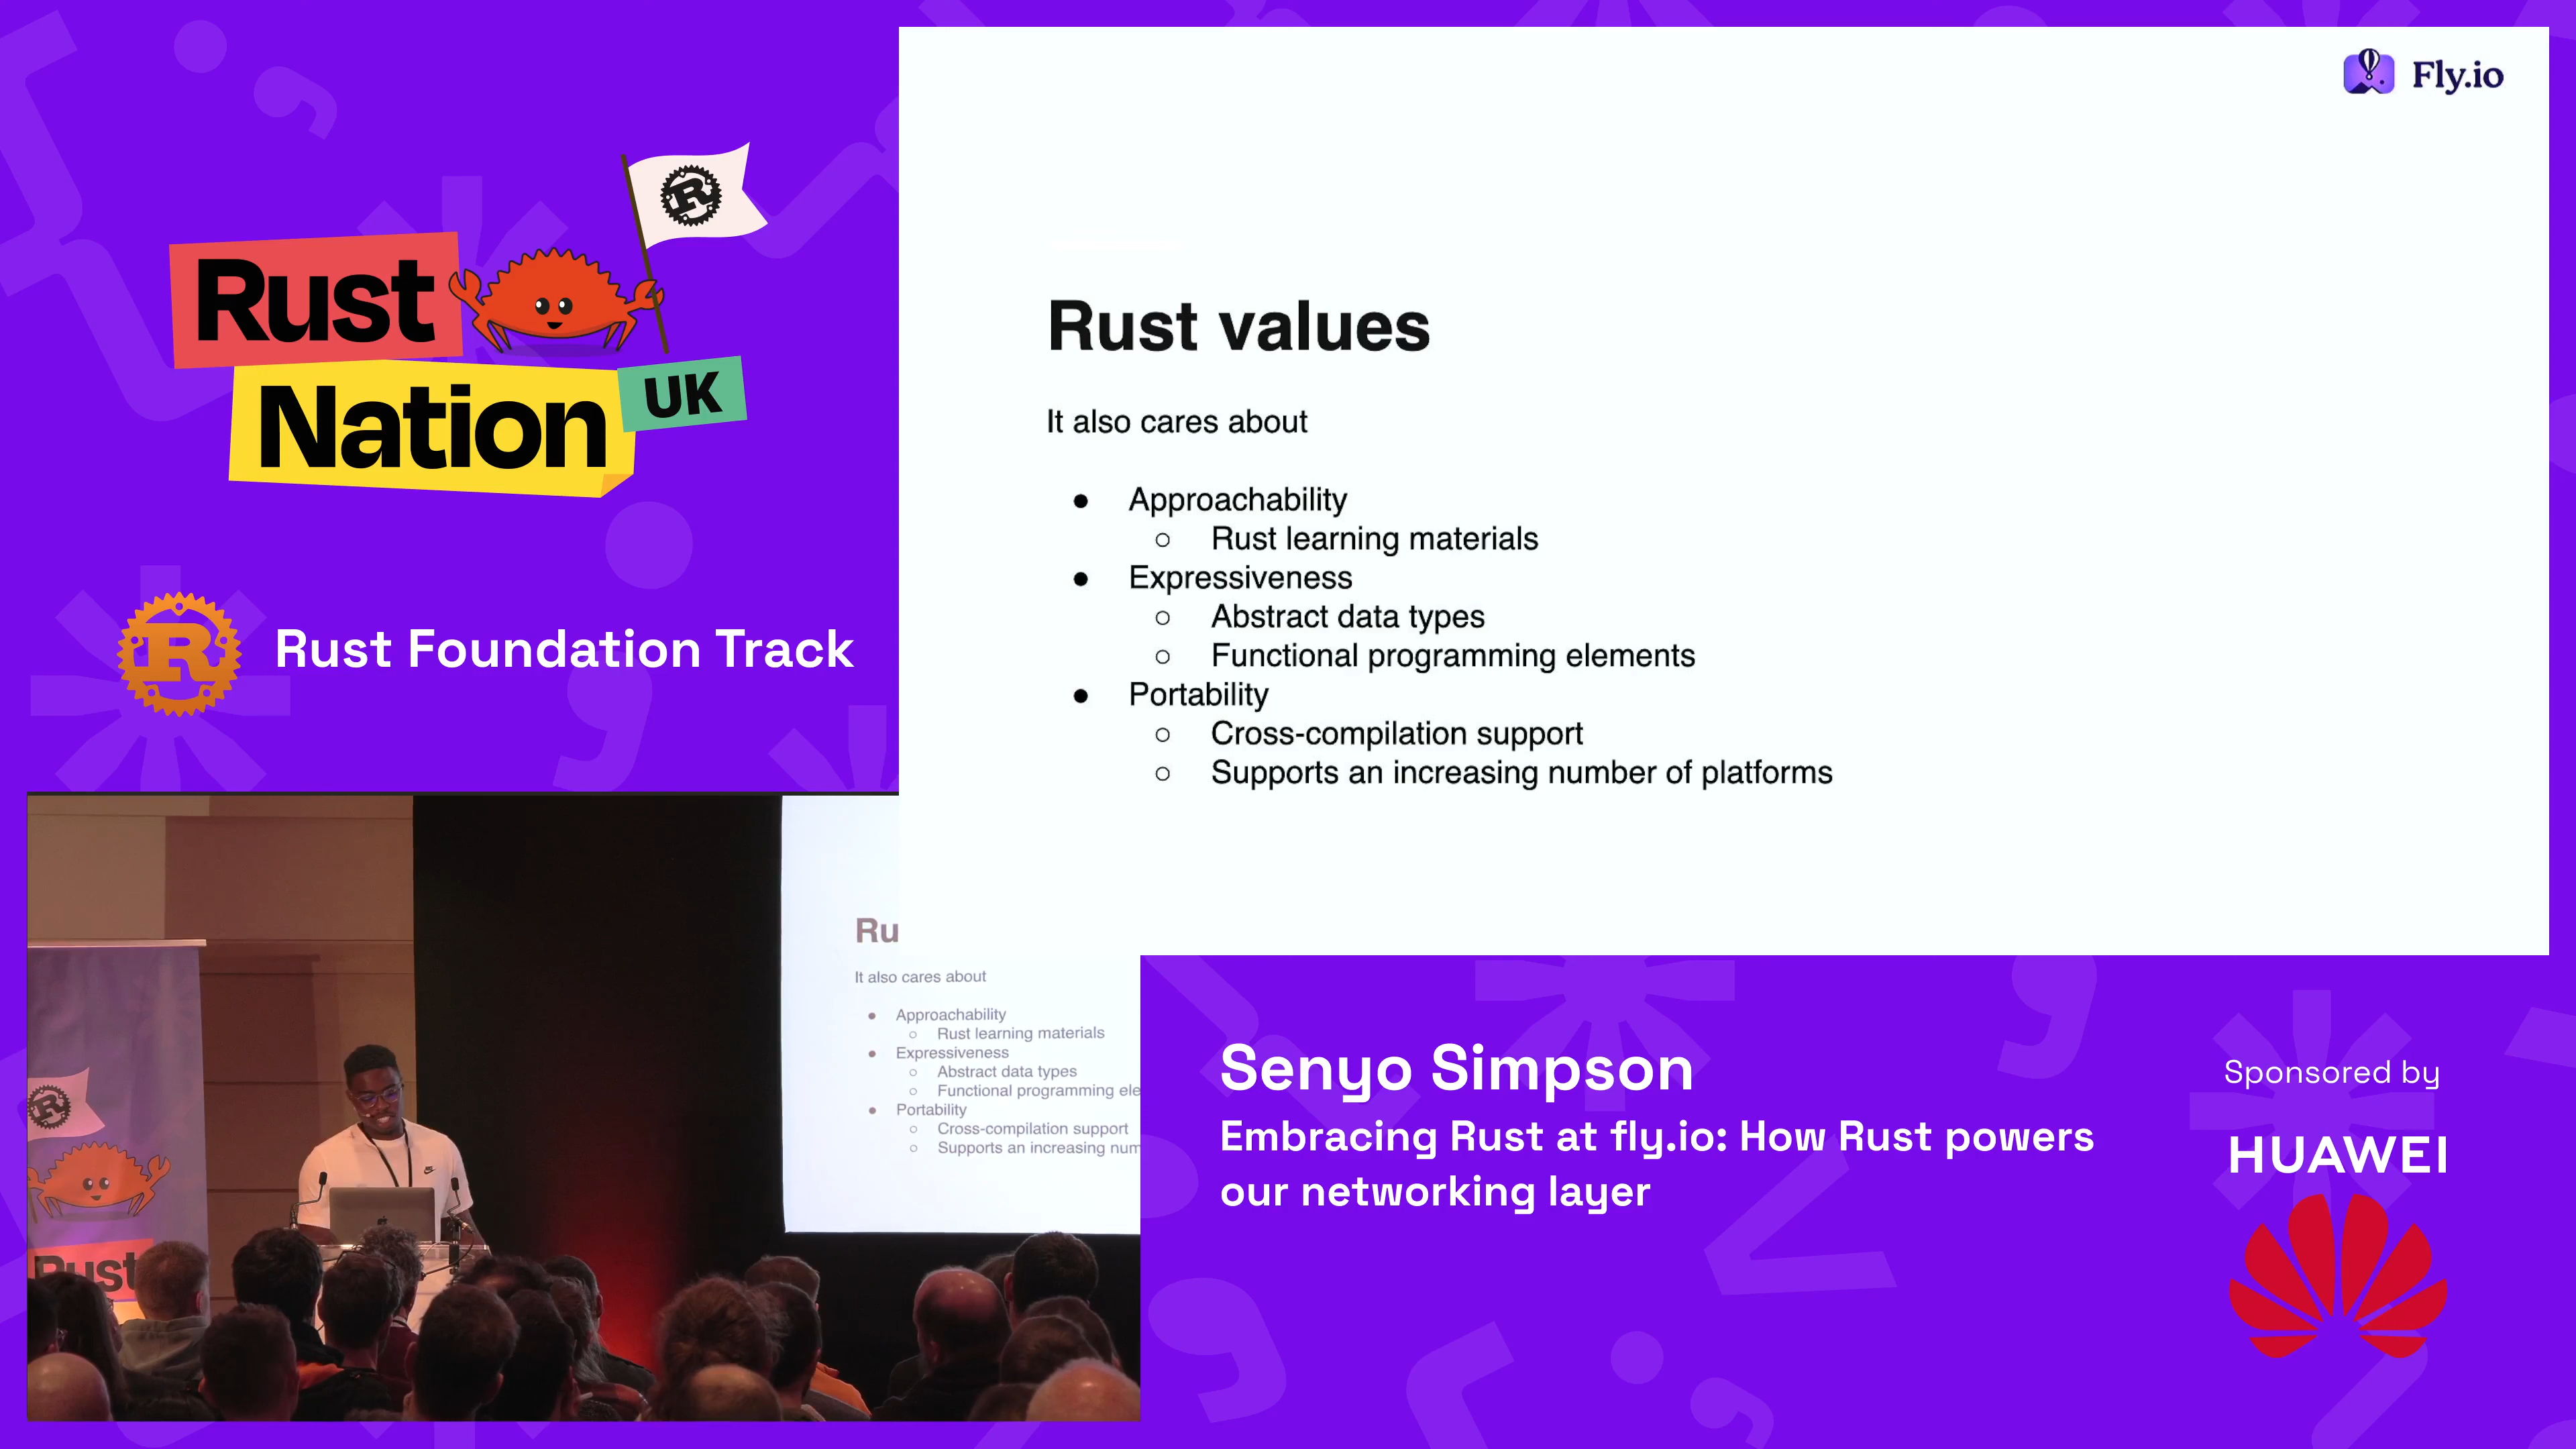 Rust
Nation
UK
Rust Foundation Track
Fly.io
Rust values
It also cares about
● Approachability
○ Rust learning materials
● Expressiveness
○ Abstract data types
○ Functional programming elements
● Portability
○ Cross-compilation support
○ Supports an increasing number of platforms
Ru
It also cares about
● Approachability
○ Rust learning materials
● Expressiveness
○ Abstract data types
○ Functional programming ele
● Portability
○ Cross-compilation support
○ Supports an increasing num
Rust
Senyo Simpson
Embracing Rust at fly.io: How Rust powers
our networking layer
Sponsored by
HUAWEI